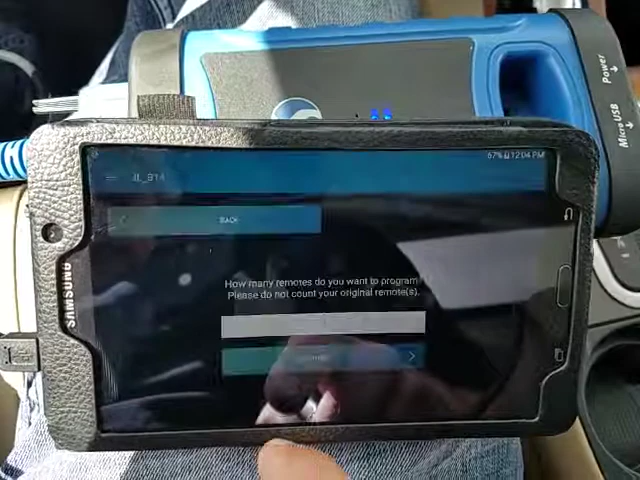 Power
Micro USB
67% 12:04 PM
JL_B14
BACK
How many remotes do you want to program?
Please do not count your original remote(s).
SAMSUNG